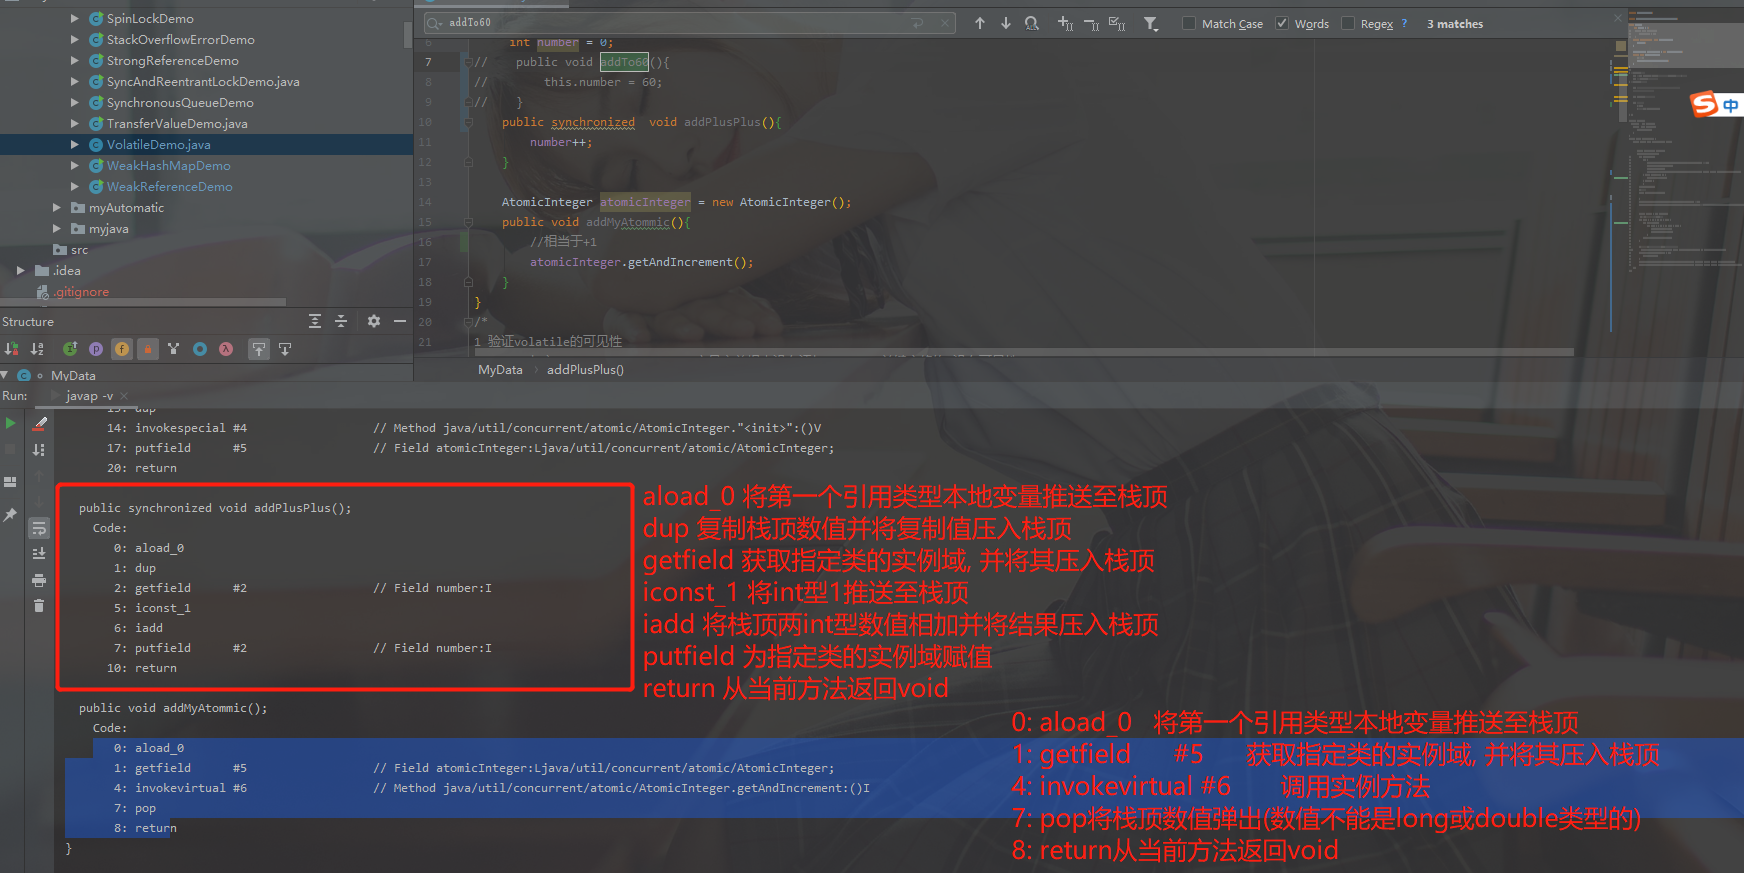 SpinLockDemo
StackOverflowErrorDemo
StrongReferenceDemo
SyncAndReentrantLockDemo.java
SynchronousQueueDemo
TransferValueDemo.java
VolatileDemo.java
WeakHashMapDemo
WeakReferenceDemo
myAutomatic
myjava
src
.idea
.gitignore
Structure
MyData
addTo60
Match Case
Words
Regex
?
3 matches
6 int number = 0;
7 // public void addTo60(){
8 // this.number = 60;
9 // }
10 public synchronized void addPlusPlus(){
11 number++;
12 }
13
14 AtomicInteger atomicInteger = new AtomicInteger();
15 public void addMyAtommic(){
16 //相当于+1
17 atomicInteger.getAndIncrement();
18 }
19 }
20 /*
21 1 验证volatile的可见性
MyData › addPlusPlus()
中
Run: javap -v
13: dup
14: invokespecial #4 // Method java/util/concurrent/atomic/AtomicInteger."<init>":()V
17: putfield #5 // Field atomicInteger:Ljava/util/concurrent/atomic/AtomicInteger;
20: return
public synchronized void addPlusPlus();
Code:
0: aload_0
1: dup
2: getfield #2 // Field number:I
5: iconst_1
6: iadd
7: putfield #2 // Field number:I
10: return
aload_0 将第一个引用类型本地变量推送至栈顶
dup 复制栈顶数值并将复制值压入栈顶
getfield 获取指定类的实例域, 并将其压入栈顶
iconst_1 将int型1推送至栈顶
iadd 将栈顶两int型数值相加并将结果压入栈顶
putfield 为指定类的实例域赋值
return 从当前方法返回void
public void addMyAtommic();
Code:
0: aload_0
1: getfield #5 // Field atomicInteger:Ljava/util/concurrent/atomic/AtomicInteger;
4: invokevirtual #6 // Method java/util/concurrent/atomic/AtomicInteger.getAndIncrement:()I
7: pop
8: return
}
0: aload_0 将第一个引用类型本地变量推送至栈顶
1: getfield #5 获取指定类的实例域, 并将其压入栈顶
4: invokevirtual #6 调用实例方法
7: pop将栈顶数值弹出(数值不能是long或double类型的)
8: return从当前方法返回void